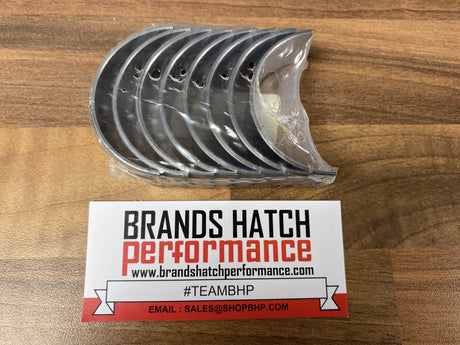 BRANDS HATCH
performance
www.brandshatchperformance.com
#TEAMBHP
EMAIL : SALES@SHOPBHP.COM